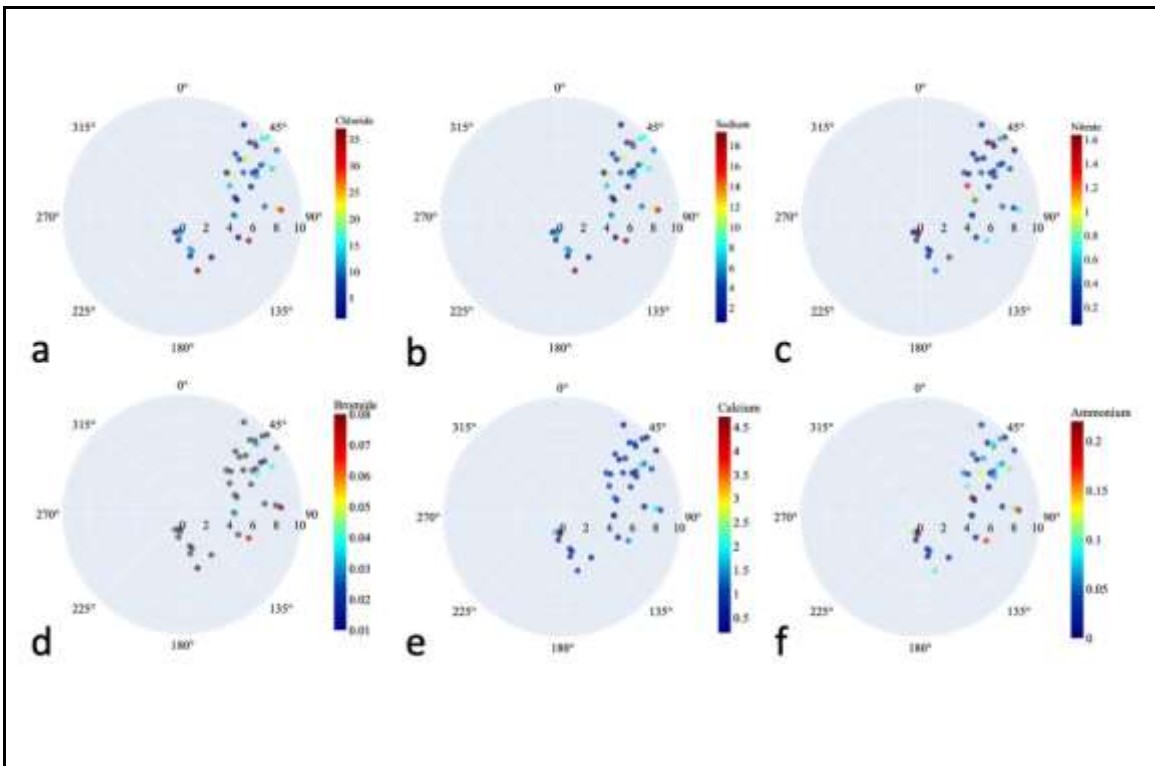 0° 0° 0°
315° 45° Chloride 315° 45° Sodium 315° 45° Nitrate
35 30 25 20 15 10 5
18 16 14 12 10 8 6 4 2
1.6 1.4 1.2 1 0.8 0.6 0.4 0.2
270° 0 2 4 6 8 10 90° 270° 0 2 4 6 8 10 90° 270° 0 2 4 6 8 10 90°
225° 135° 225° 135° 225° 135°
a 180° b 180° c 180°
0° 0° 0°
315° 45° Bromide 315° 45° Calcium 315° 45° Ammonium
0.08 0.07 0.06 0.05 0.04 0.03 0.02 0.01
4.5 4 3.5 3 2.5 2 1.5 1 0.5
0.2 0.15 0.1 0.05 0
270° 0 2 4 6 8 10 90 270° 0 2 4 6 8 10 90° 270° 0 2 4 6 8 10 90°
225° 135° 225° 135° 225° 135°
d 180° e 180° f 180°